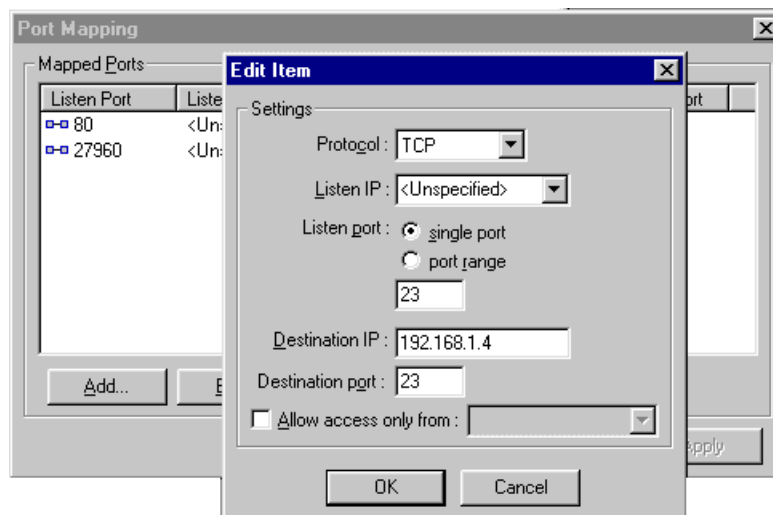 Port Mapping
Mapped Ports
Listen Port
80
27960
Add...
Edit Item
Settings
Protocol : TCP
Listen IP : <Unspecified>
Listen port : single port
port range
23
Destination IP : 192.168.1.4
Destination port : 23
Allow access only from :
OK Cancel
Apply